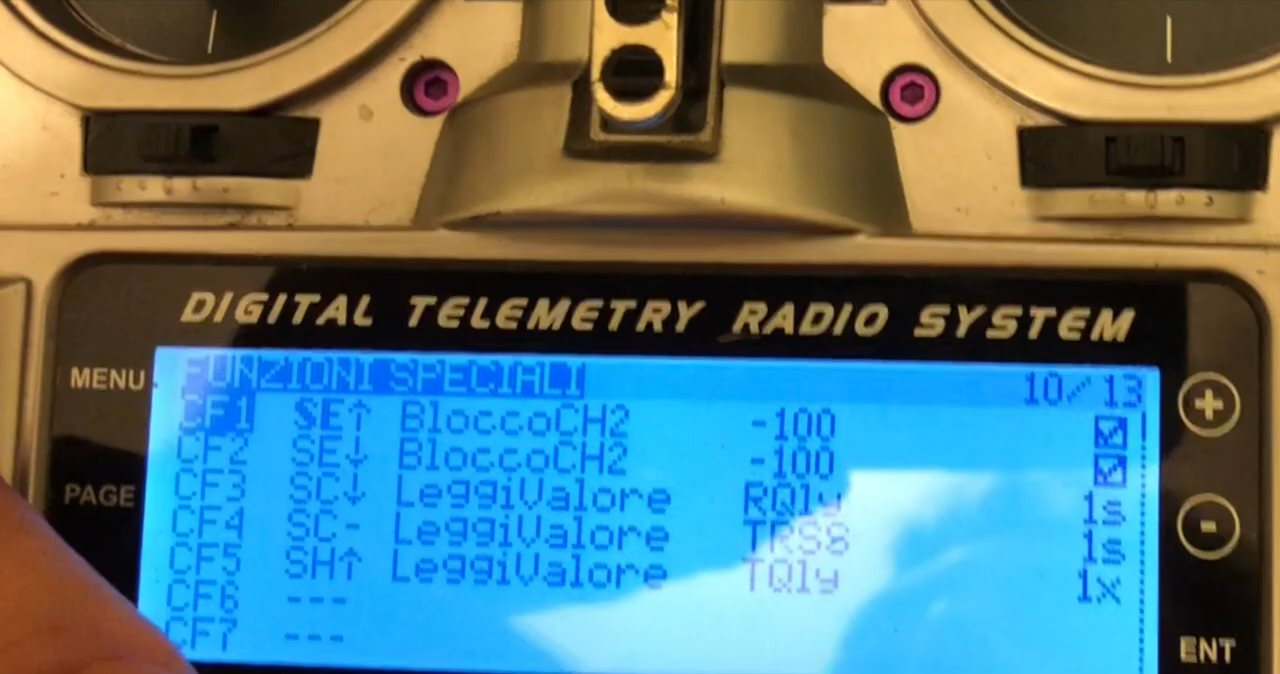 DIGITAL TELEMETRY RADIO SYSTEM
MENU
PAGE
FUNZIONI SPECIALI 10/13
CF1 SE↑ BloccoCH2 -100
CF2 SE↓ BloccoCH2 -100
CF3 SC↓ LeggiValore RQly 1s
CF4 SC- LeggiValore TRS8 1s
CF5 SH↑ LeggiValore TQly 1x
CF6 ---
CF7 ---
+
-
ENT